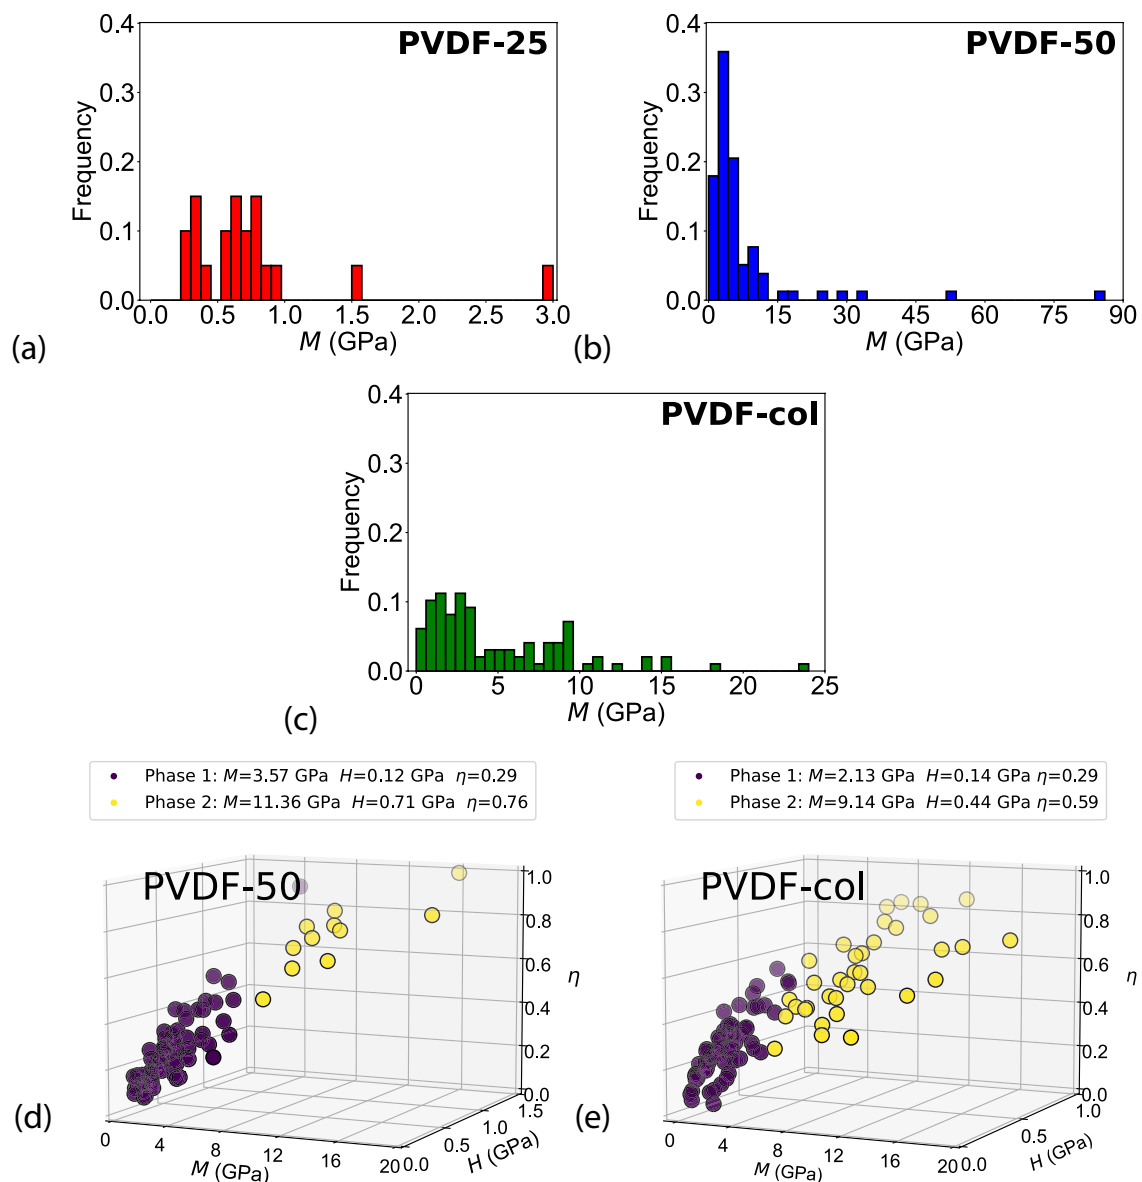 PVDF-25
Frequency
0.4
0.3
0.2
0.1
0.0
0.0 0.5 1.0 1.5 2.0 2.5 3.0
M (GPa)
(a)
PVDF-50
Frequency
0.4
0.3
0.2
0.1
0.0
0 15 30 45 60 75 90
M (GPa)
(b)
PVDF-col
Frequency
0.4
0.3
0.2
0.1
0.0
0 5 10 15 20 25
M (GPa)
(c)
Phase 1: M=3.57 GPa H=0.12 GPa η=0.29
Phase 2: M=11.36 GPa H=0.71 GPa η=0.76
PVDF-50
1.0
0.8
0.6
0.4
0.2
0.0
η
0 4 8 12 16 20
M (GPa)
0.0 0.5 1.0 1.5
H (GPa)
(d)
Phase 1: M=2.13 GPa H=0.14 GPa η=0.29
Phase 2: M=9.14 GPa H=0.44 GPa η=0.59
PVDF-col
1.0
0.8
0.6
0.4
0.2
0.0
η
0 4 8 12 16 20
M (GPa)
0.0 0.5 1.0
H (GPa)
(e)